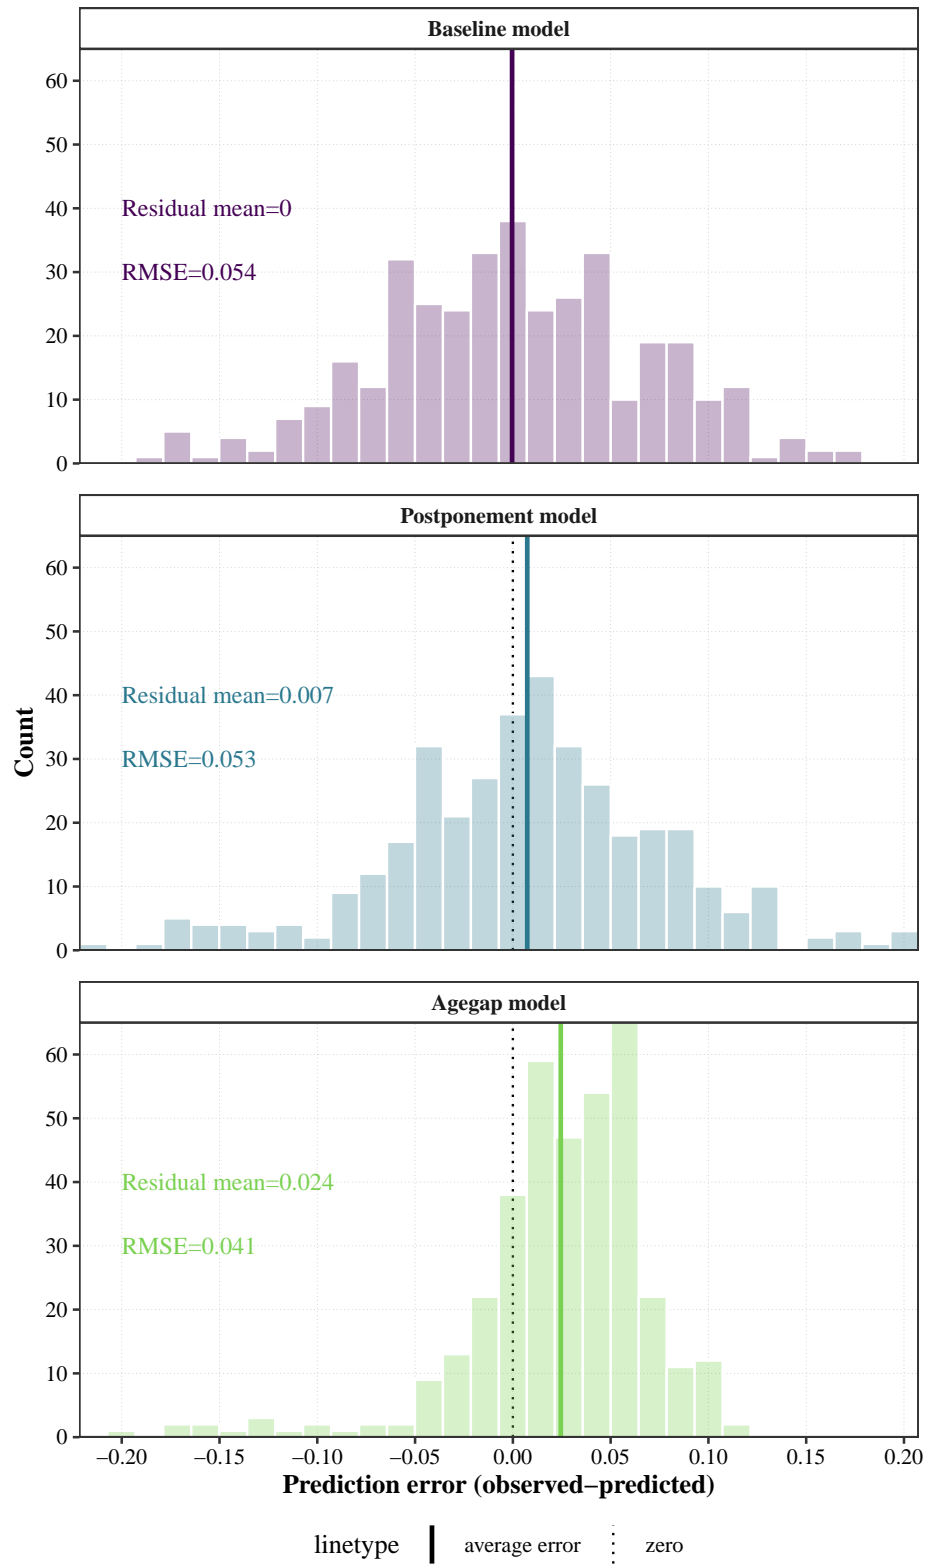 Baseline model
60
50
40
30
20
10
0
Residual mean=0
RMSE=0.054
Postponement model
60
50
40
30
20
10
0
Residual mean=0.007
RMSE=0.053
Count
Agegap model
60
50
40
30
20
10
0
Residual mean=0.024
RMSE=0.041
−0.20 −0.15 −0.10 −0.05 0.00 0.05 0.10 0.15 0.20
Prediction error (observed−predicted)
linetype average error zero